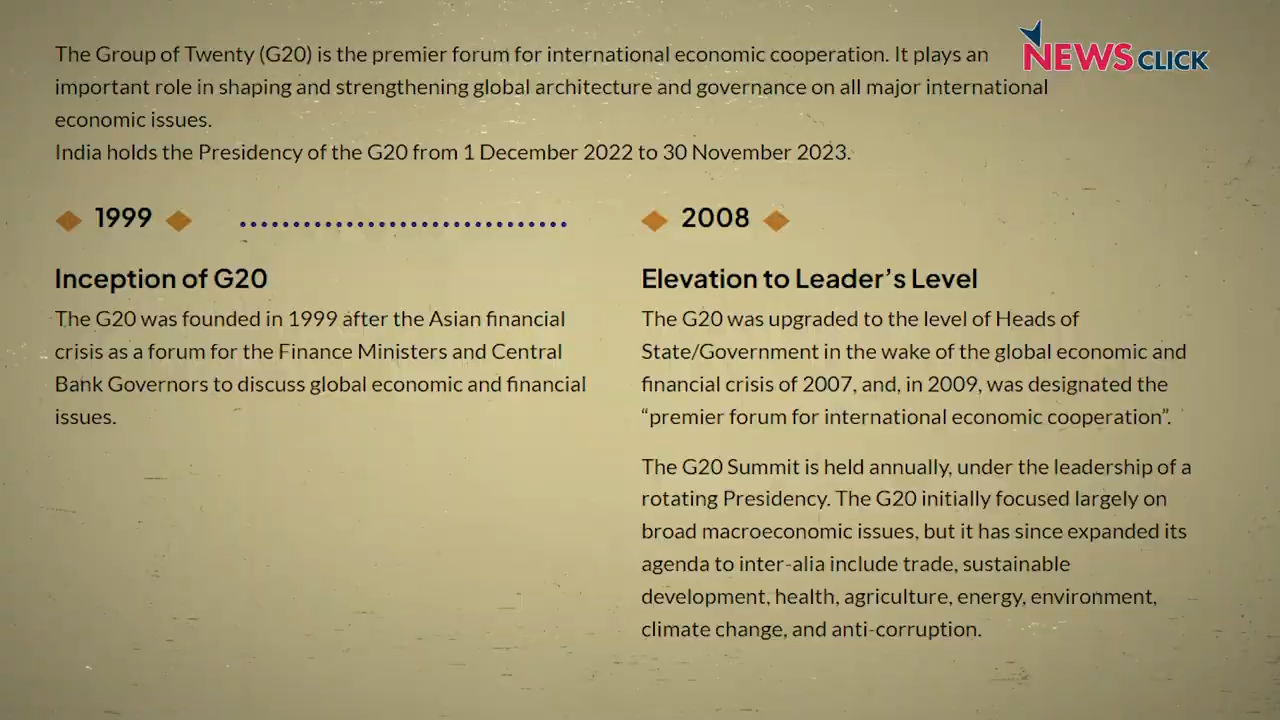 The Group of Twenty (G20) is the premier forum for international economic cooperation. It plays an
important role in shaping and strengthening global architecture and governance on all major international
economic issues.
India holds the Presidency of the G20 from 1 December 2022 to 30 November 2023.
NEWS CLICK
1999
Inception of G20
The G20 was founded in 1999 after the Asian financial
crisis as a forum for the Finance Ministers and Central
Bank Governors to discuss global economic and financial
issues.
2008
Elevation to Leader’s Level
The G20 was upgraded to the level of Heads of
State/Government in the wake of the global economic and
financial crisis of 2007, and, in 2009, was designated the
“premier forum for international economic cooperation”.
The G20 Summit is held annually, under the leadership of a
rotating Presidency. The G20 initially focused largely on
broad macroeconomic issues, but it has since expanded its
agenda to inter-alia include trade, sustainable
development, health, agriculture, energy, environment,
climate change, and anti-corruption.